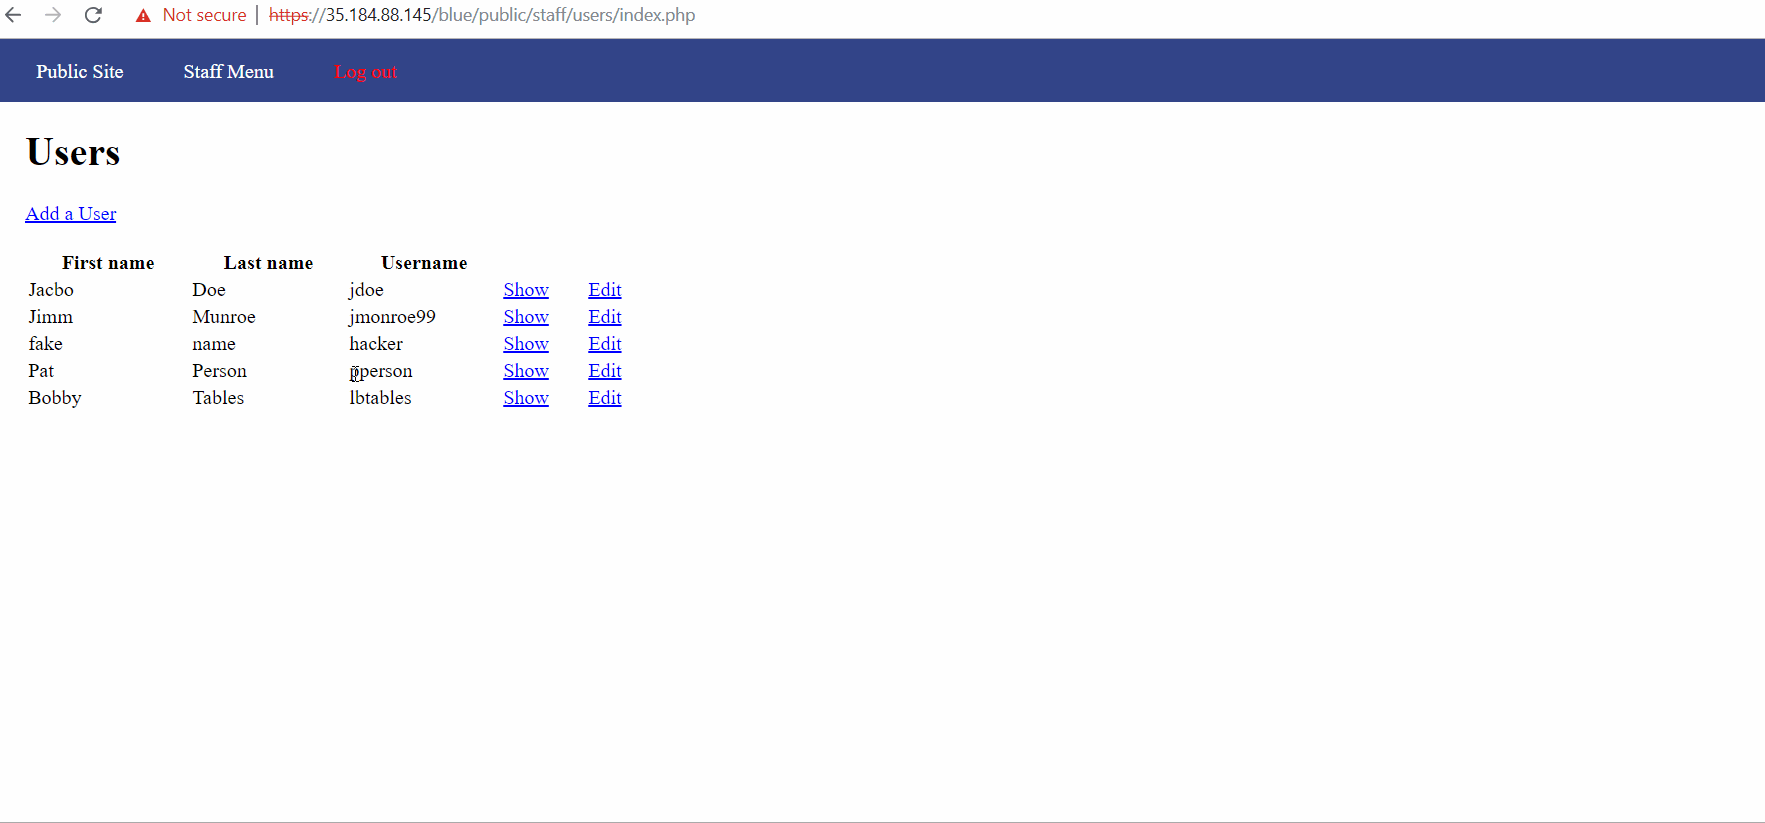 Not secure | https://35.184.88.145/blue/public/staff/users/index.php
Public Site Staff Menu Log out
Users
Add a User
First name Last name Username
Jacbo Doe jdoe Show Edit
Jimm Munroe jmonroe99 Show Edit
fake name hacker Show Edit
Pat Person pperson Show Edit
Bobby Tables lbtables Show Edit